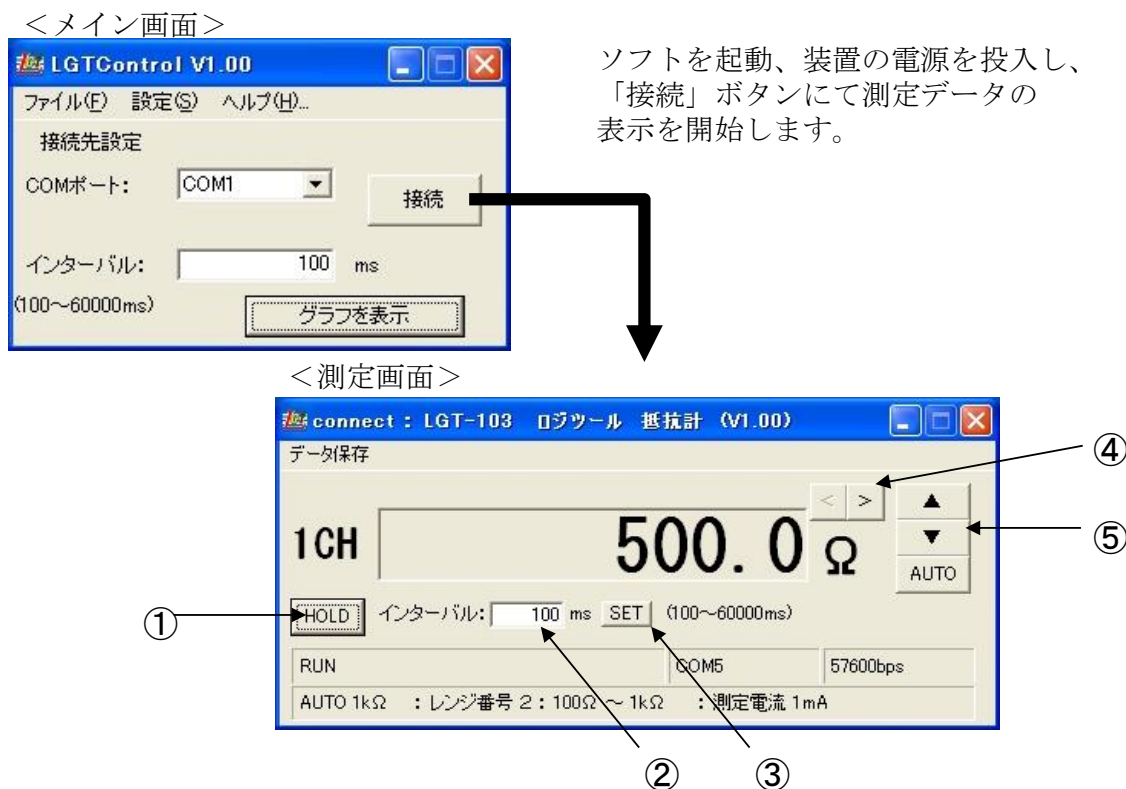 ＜メイン画面＞
LGTControl V1.00
ファイル(F) 設定(S) ヘルプ(H)...
接続先設定
COMポート: COM1
接続
インターバル: 100 ms
(100～60000ms)
グラフを表示
ソフトを起動、装置の電源を投入し、
「接続」ボタンにて測定データの
表示を開始します。
＜測定画面＞
connect : LGT-103 ロジツール 抵抗計 (V1.00)
データ保存
< >
④
1CH 500.0 Ω
▲
▼
AUTO
⑤
①
HOLD インターバル: 100 ms SET (100～60000ms)
RUN COM5 57600bps
AUTO 1kΩ : レンジ番号 2 : 100Ω ～ 1kΩ : 測定電流 1mA
② ③